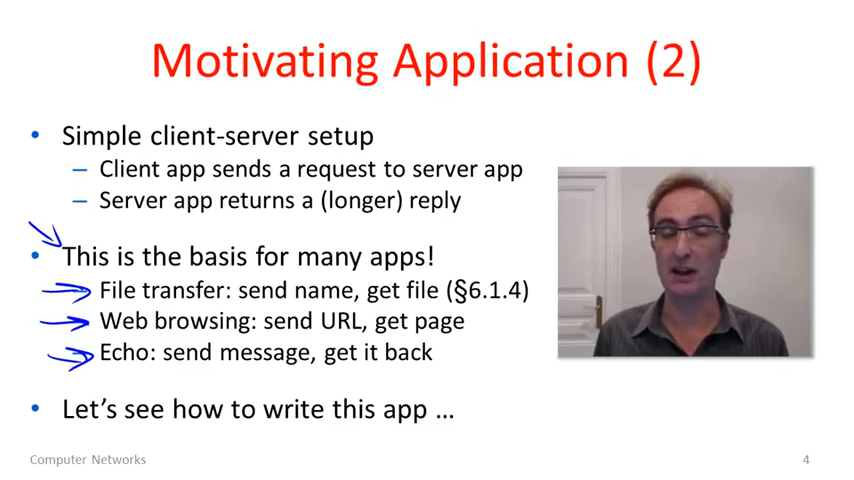 Motivating Application (2)
• Simple client-server setup
– Client app sends a request to server app
– Server app returns a (longer) reply
• This is the basis for many apps!
File transfer: send name, get file (§6.1.4)
Web browsing: send URL, get page
Echo: send message, get it back
• Let's see how to write this app …
Computer Networks
4